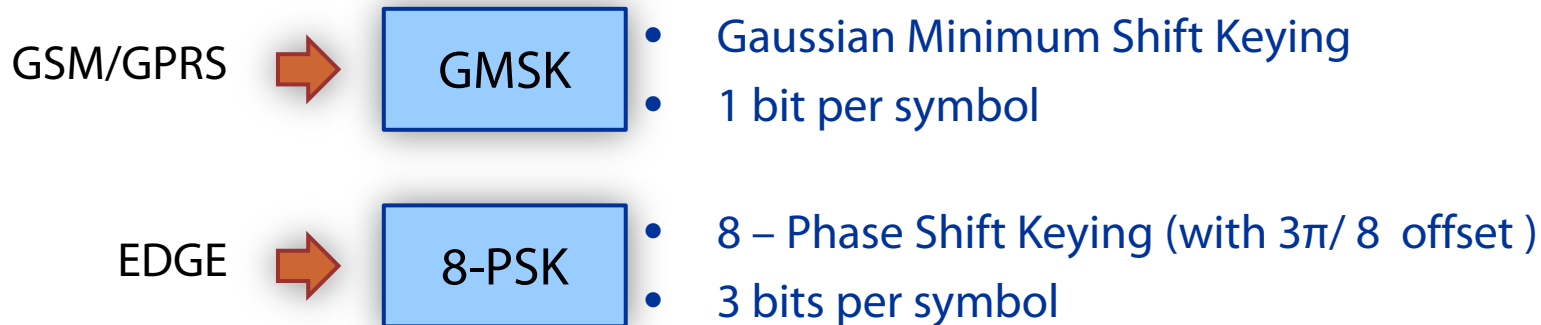 GSM/GPRS
GMSK
• Gaussian Minimum Shift Keying
• 1 bit per symbol
EDGE
8-PSK
• 8 – Phase Shift Keying (with 3π/ 8 offset )
• 3 bits per symbol